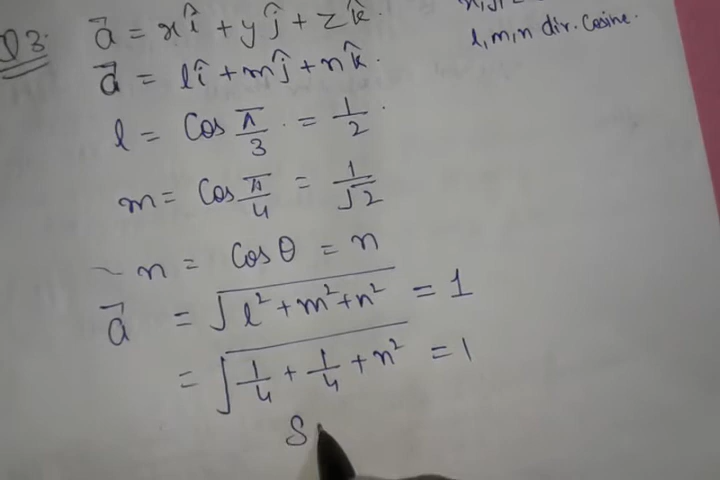 Q3. a⃗ = xî + yĵ + zk̂.
l, m, n dir. Cosine.
a⃗ = lî + mĵ + nk̂.
l = Cos π/3 = 1/2.
m = Cos π/4 = 1/√2
n = Cos θ = n
a⃗ = √(l² + m² + n²) = 1
= √(1/4 + 1/4 + n²) = 1
S